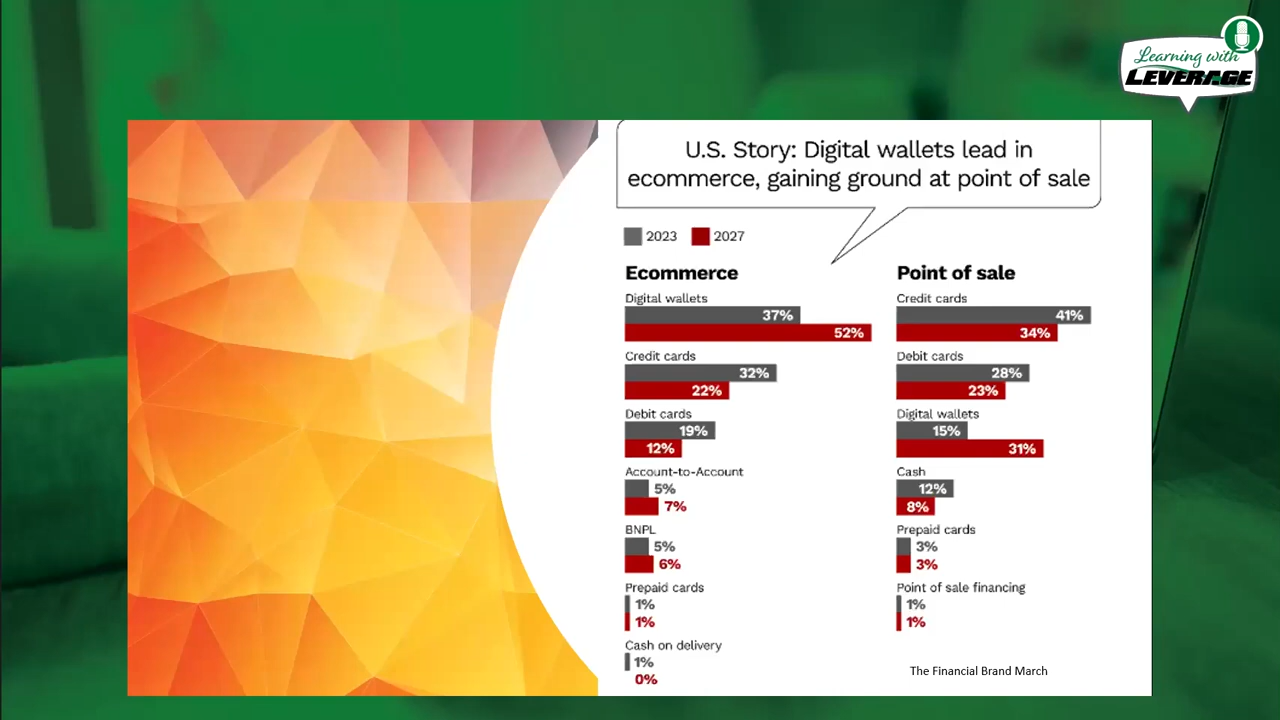 Learning with
LEVERAGE
U.S. Story: Digital wallets lead in
ecommerce, gaining ground at point of sale
2023 2027
Ecommerce
Digital wallets
37%
52%
Credit cards
32%
22%
Debit cards
19%
12%
Account-to-Account
5%
7%
BNPL
5%
6%
Prepaid cards
1%
1%
Cash on delivery
1%
0%
Point of sale
Credit cards
41%
34%
Debit cards
28%
23%
Digital wallets
15%
31%
Cash
12%
8%
Prepaid cards
3%
3%
Point of sale financing
1%
1%
The Financial Brand March